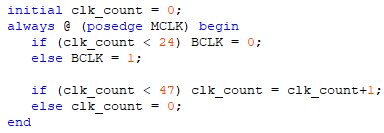 initial clk_count = 0;
always @ (posedge MCLK) begin
if (clk_count < 24) BCLK = 0;
else BCLK = 1;
if (clk_count < 47) clk_count = clk_count+1;
else clk_count = 0;
end